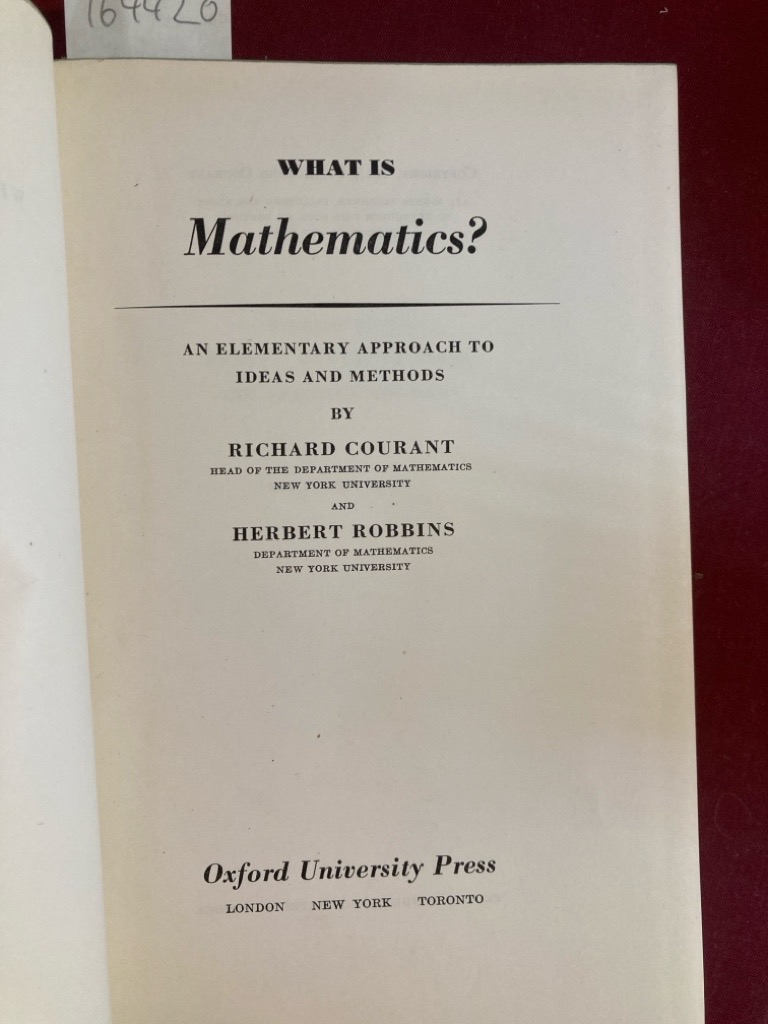 164420
WHAT IS
Mathematics?
AN ELEMENTARY APPROACH TO
IDEAS AND METHODS
BY
RICHARD COURANT
HEAD OF THE DEPARTMENT OF MATHEMATICS
NEW YORK UNIVERSITY
AND
HERBERT ROBBINS
DEPARTMENT OF MATHEMATICS
NEW YORK UNIVERSITY
Oxford University Press
LONDON NEW YORK TORONTO